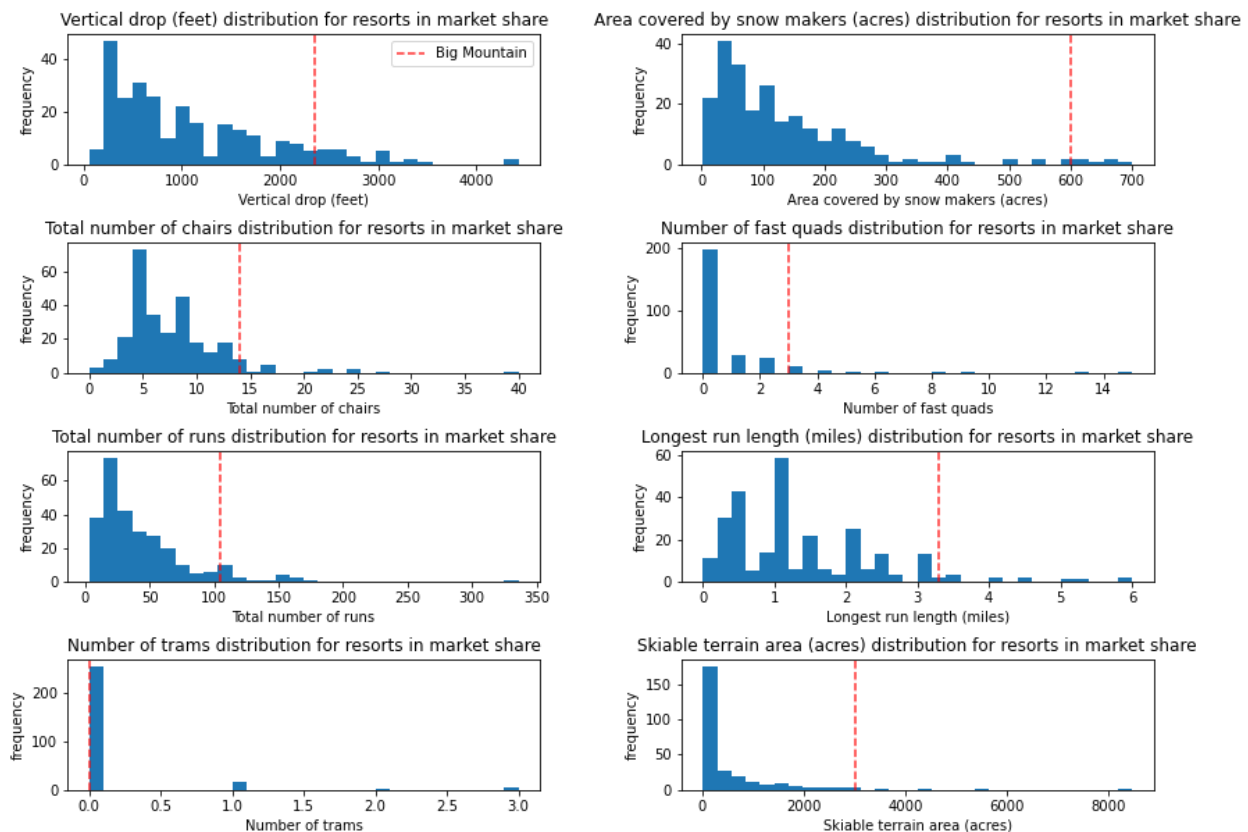 Vertical drop (feet) distribution for resorts in market share
frequency
40
20
0
Big Mountain
0 1000 2000 3000 4000
Vertical drop (feet)
Area covered by snow makers (acres) distribution for resorts in market share
frequency
40
20
0
0 100 200 300 400 500 600 700
Area covered by snow makers (acres)
Total number of chairs distribution for resorts in market share
frequency
60
40
20
0
0 5 10 15 20 25 30 35 40
Total number of chairs
Number of fast quads distribution for resorts in market share
frequency
200
100
0
0 2 4 6 8 10 12 14
Number of fast quads
Total number of runs distribution for resorts in market share
frequency
60
40
20
0
0 50 100 150 200 250 300 350
Total number of runs
Longest run length (miles) distribution for resorts in market share
frequency
60
40
20
0
0 1 2 3 4 5 6
Longest run length (miles)
Number of trams distribution for resorts in market share
frequency
200
100
0
0.0 0.5 1.0 1.5 2.0 2.5 3.0
Number of trams
Skiable terrain area (acres) distribution for resorts in market share
frequency
150
100
50
0
0 2000 4000 6000 8000
Skiable terrain area (acres)